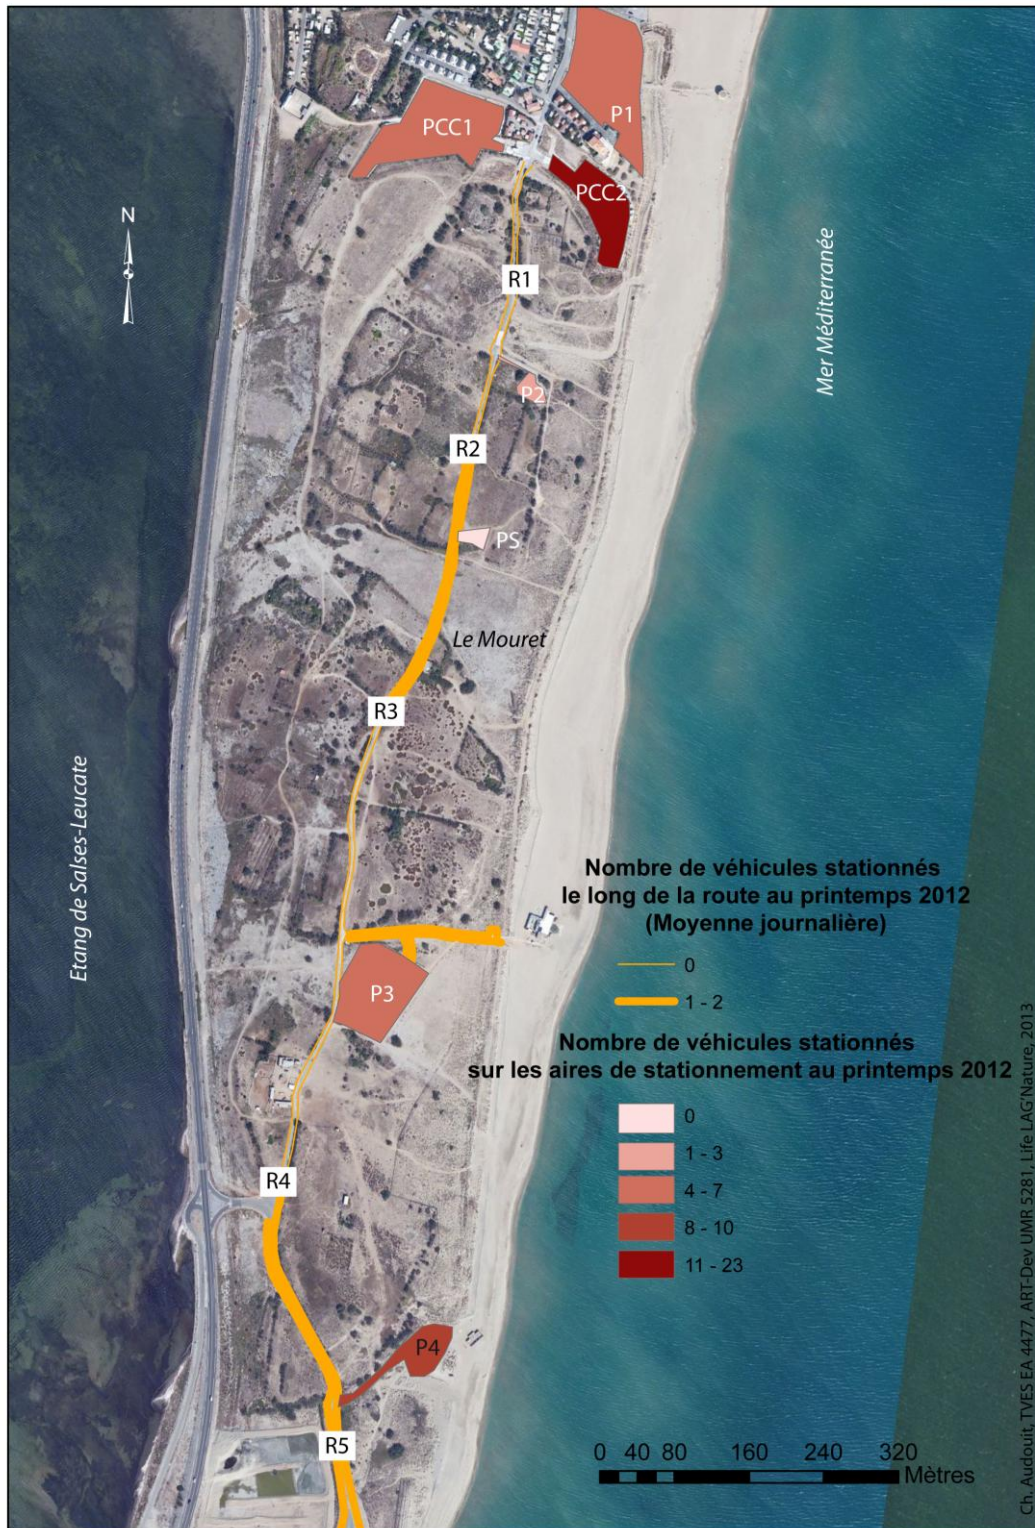 P1
PCC1
PCC2
N
R1
Mer Méditerranée
P2
R2
PS
Le Mouret
R3
Etang de Salses-Leucate
Nombre de véhicules stationnés
le long de la route au printemps 2012
(Moyenne journalière)
0
1 - 2
P3
Nombre de véhicules stationnés
sur les aires de stationnement au printemps 2012
0
1 - 3
4 - 7
8 - 10
11 - 23
R4
P4
R5
0 40 80 160 240 320
Mètres
Ch. Audouit, TVES EA 4477, ART-Dev UMR 5281, Life LAG'Nature, 2013